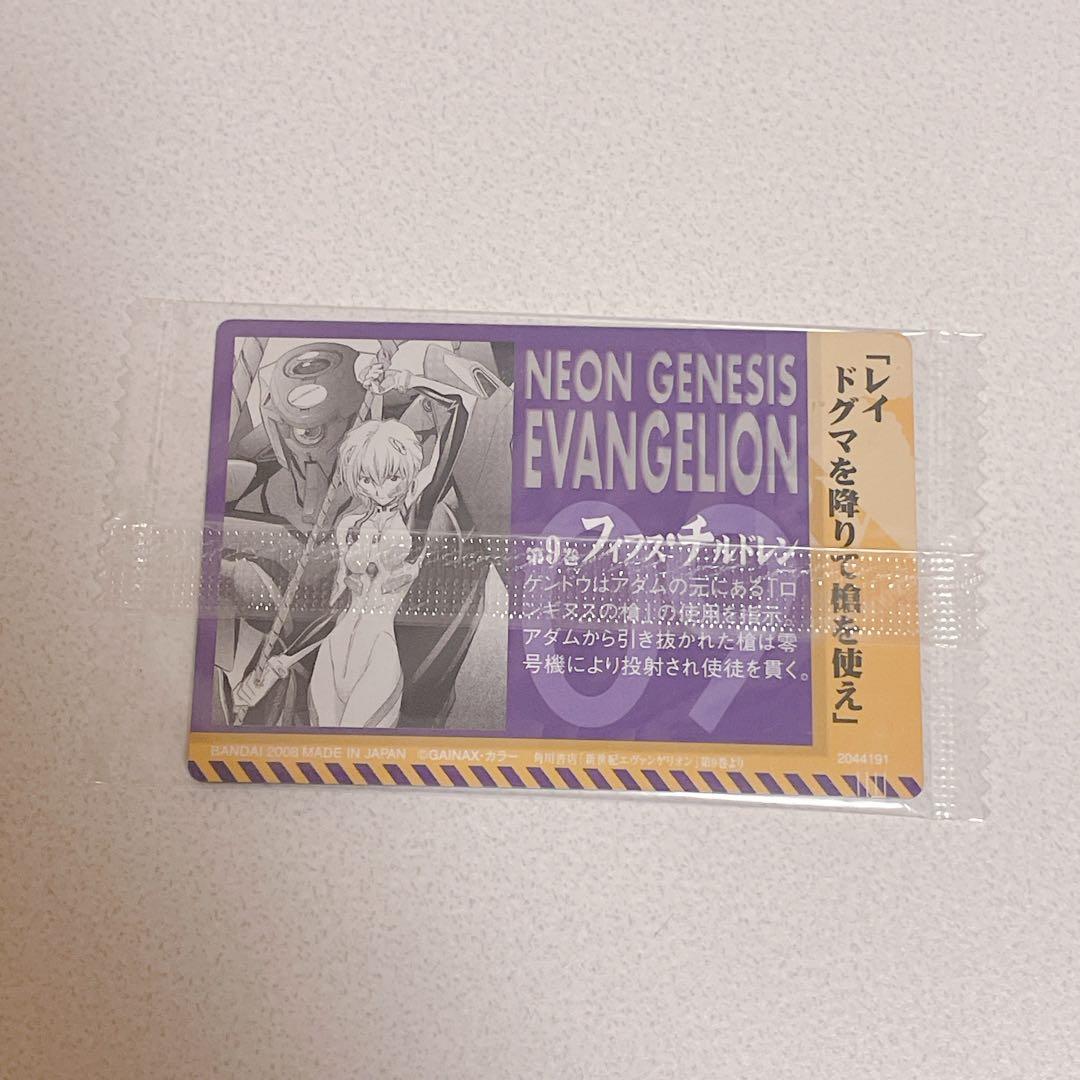 NEON GENESIS
EVANGELION
09
第9巻 フィフス・チルドレン
ゲンドウはアダムの元にある「ロ
ンギヌスの槍」の使用を指示。
アダムから引き抜かれた槍は零
号機により投射され使徒を貫く。
「レイ
ドグマを降りて槍を使え」
BANDAI 2008 MADE IN JAPAN ©GAINAX・カラー 角川書店「新世紀エヴァンゲリオン」第9巻より
2044191